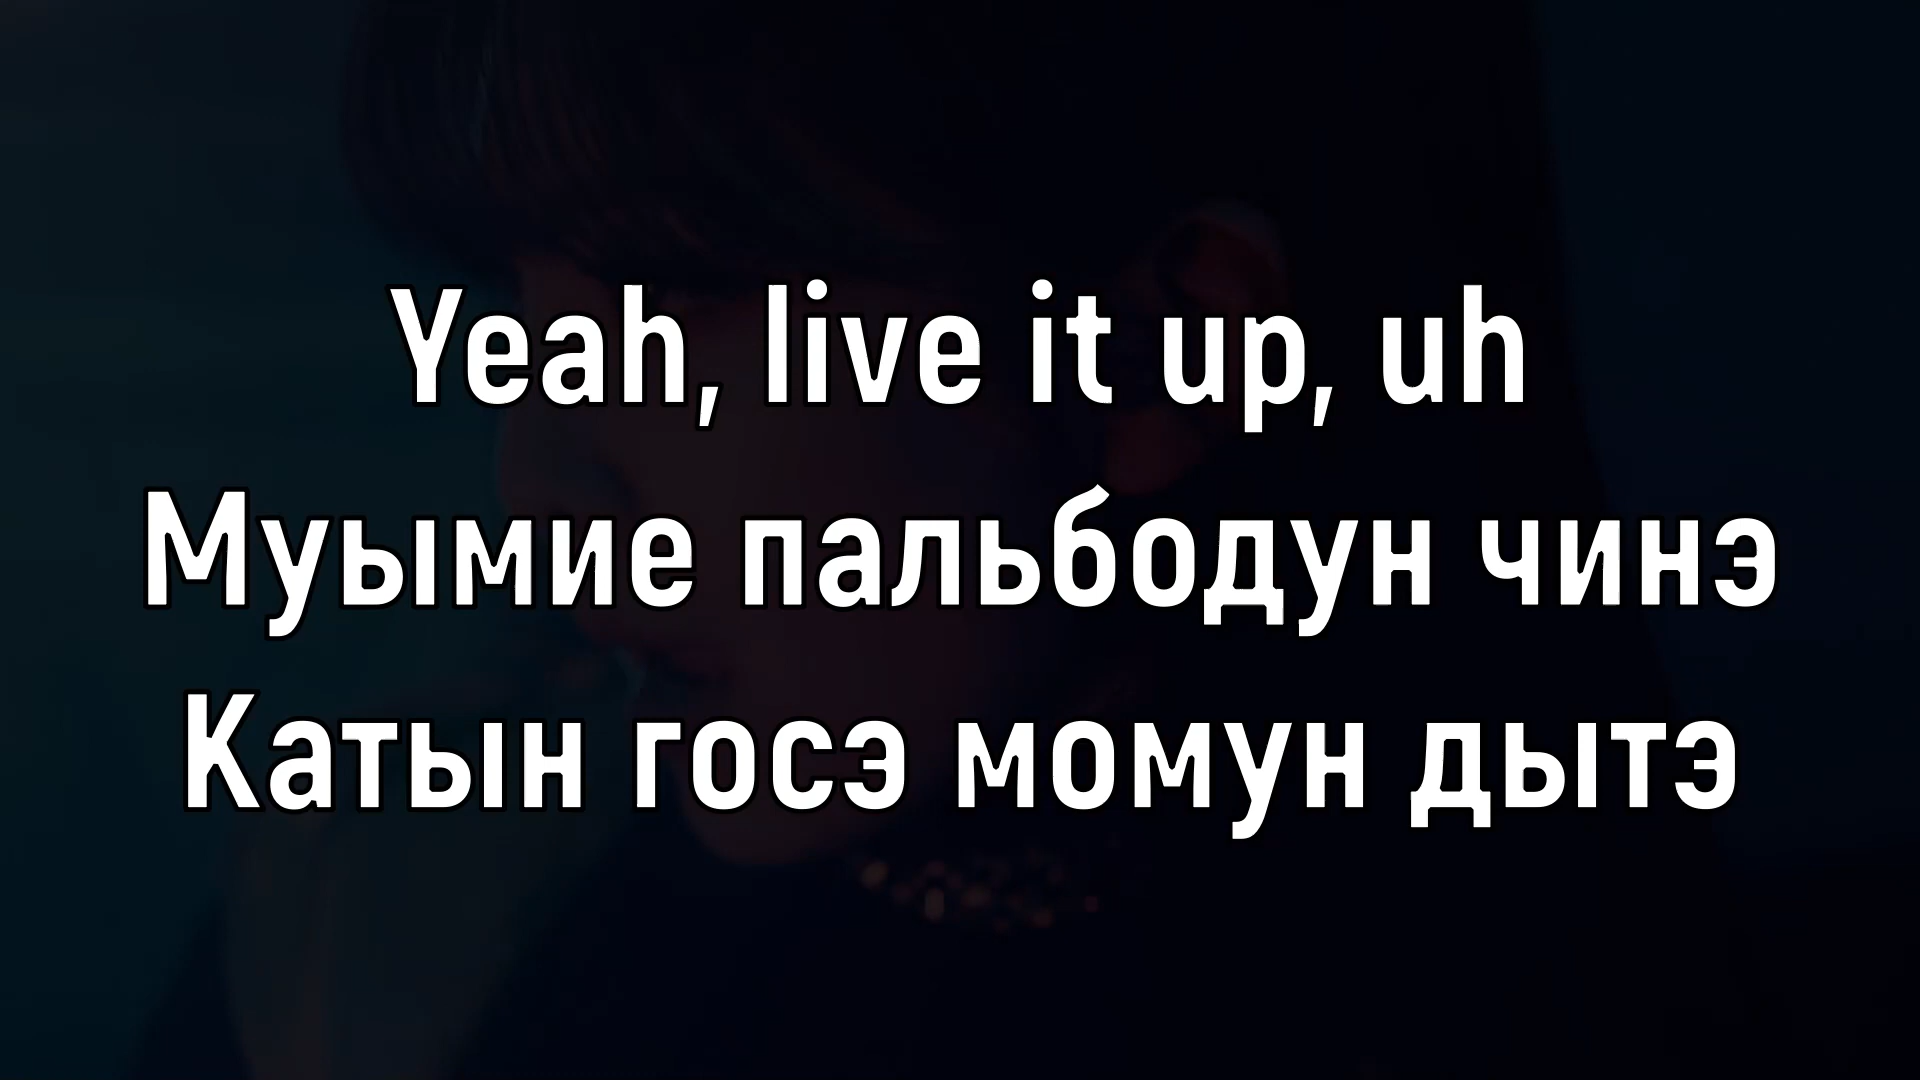 Yeah, live it up, uh
Муымие пальбодун чинэ
Катын госэ момун дытэ